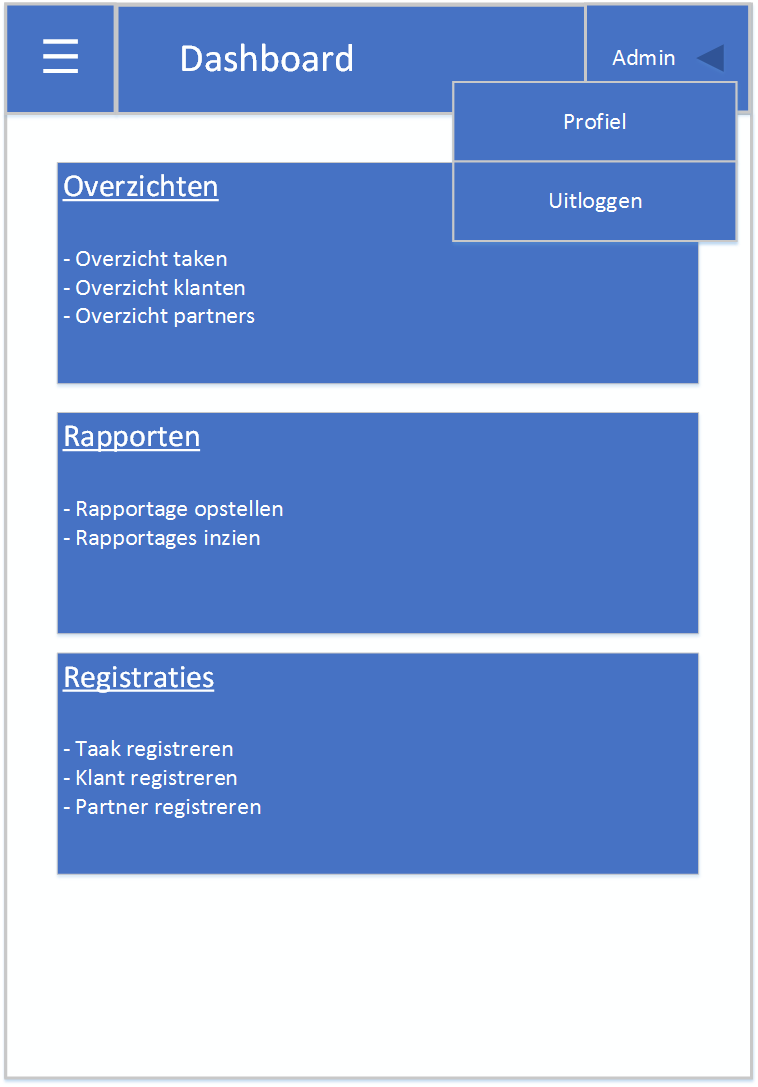 Dashboard
Admin
Profiel
Uitloggen
Overzichten
- Overzicht taken
- Overzicht klanten
- Overzicht partners
Rapporten
- Rapportage opstellen
- Rapportages inzien
Registraties
- Taak registreren
- Klant registreren
- Partner registreren